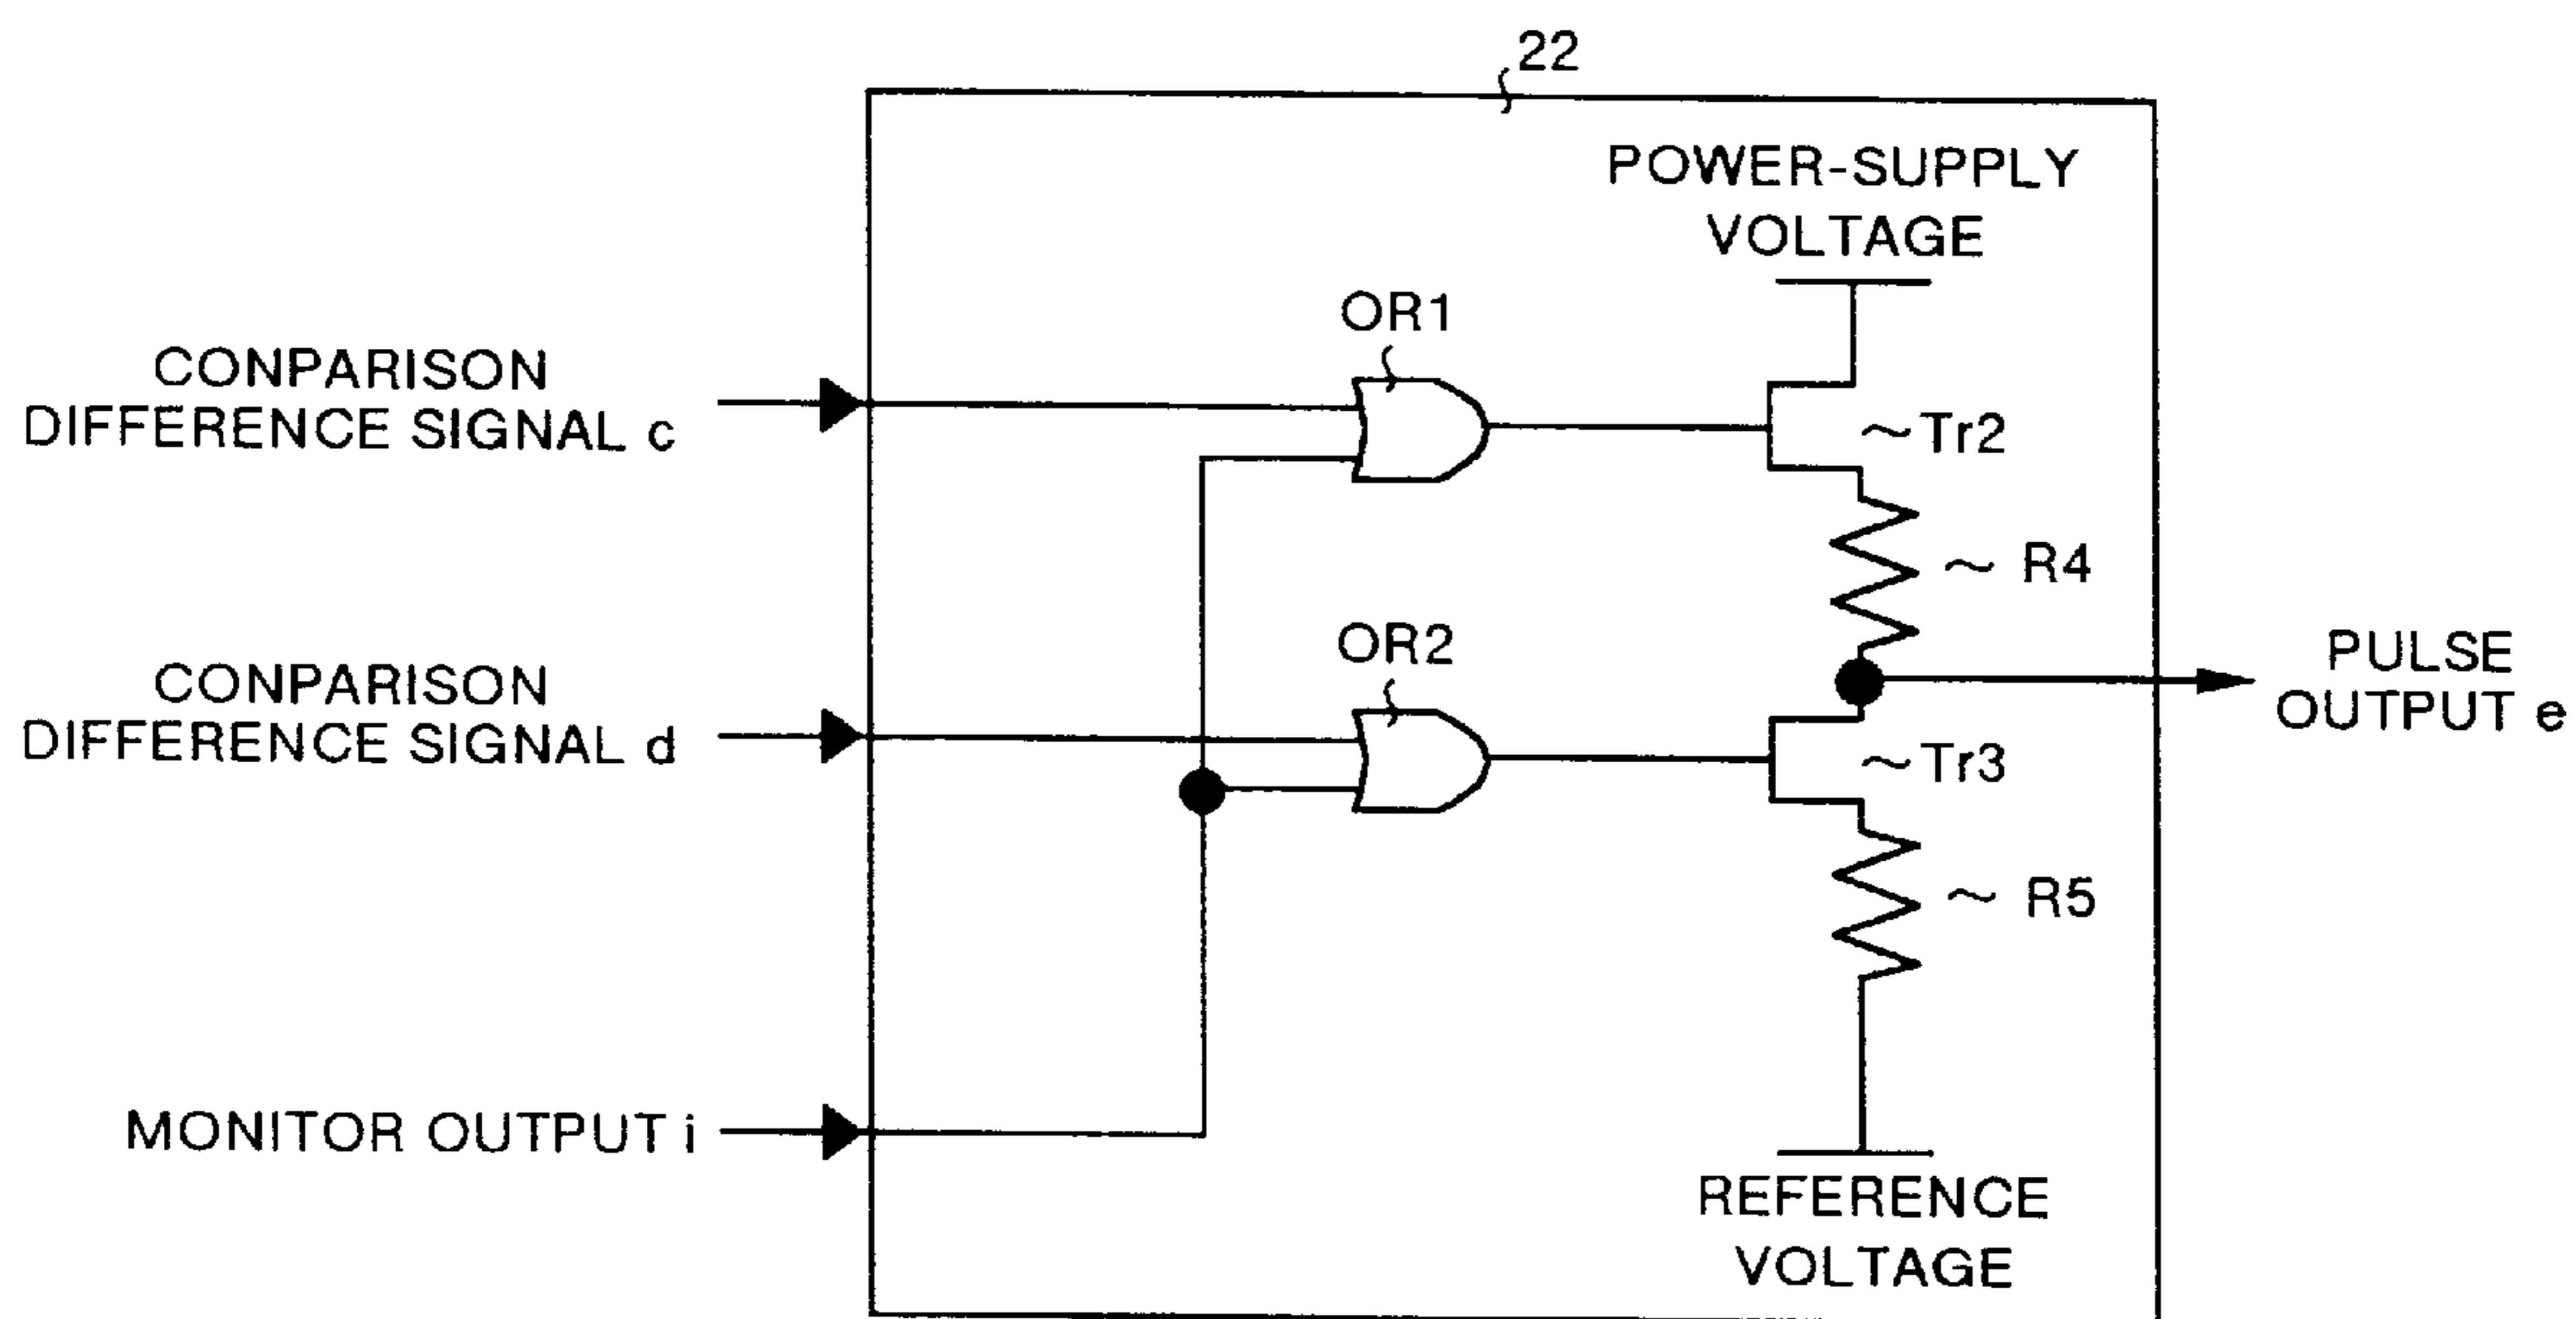 22
POWER-SUPPLY
VOLTAGE
OR1
CONPARISON
DIFFERENCE SIGNAL c
~Tr2
~ R4
OR2
CONPARISON
DIFFERENCE SIGNAL d
PULSE
OUTPUT e
~Tr3
~ R5
MONITOR OUTPUT i
REFERENCE
VOLTAGE